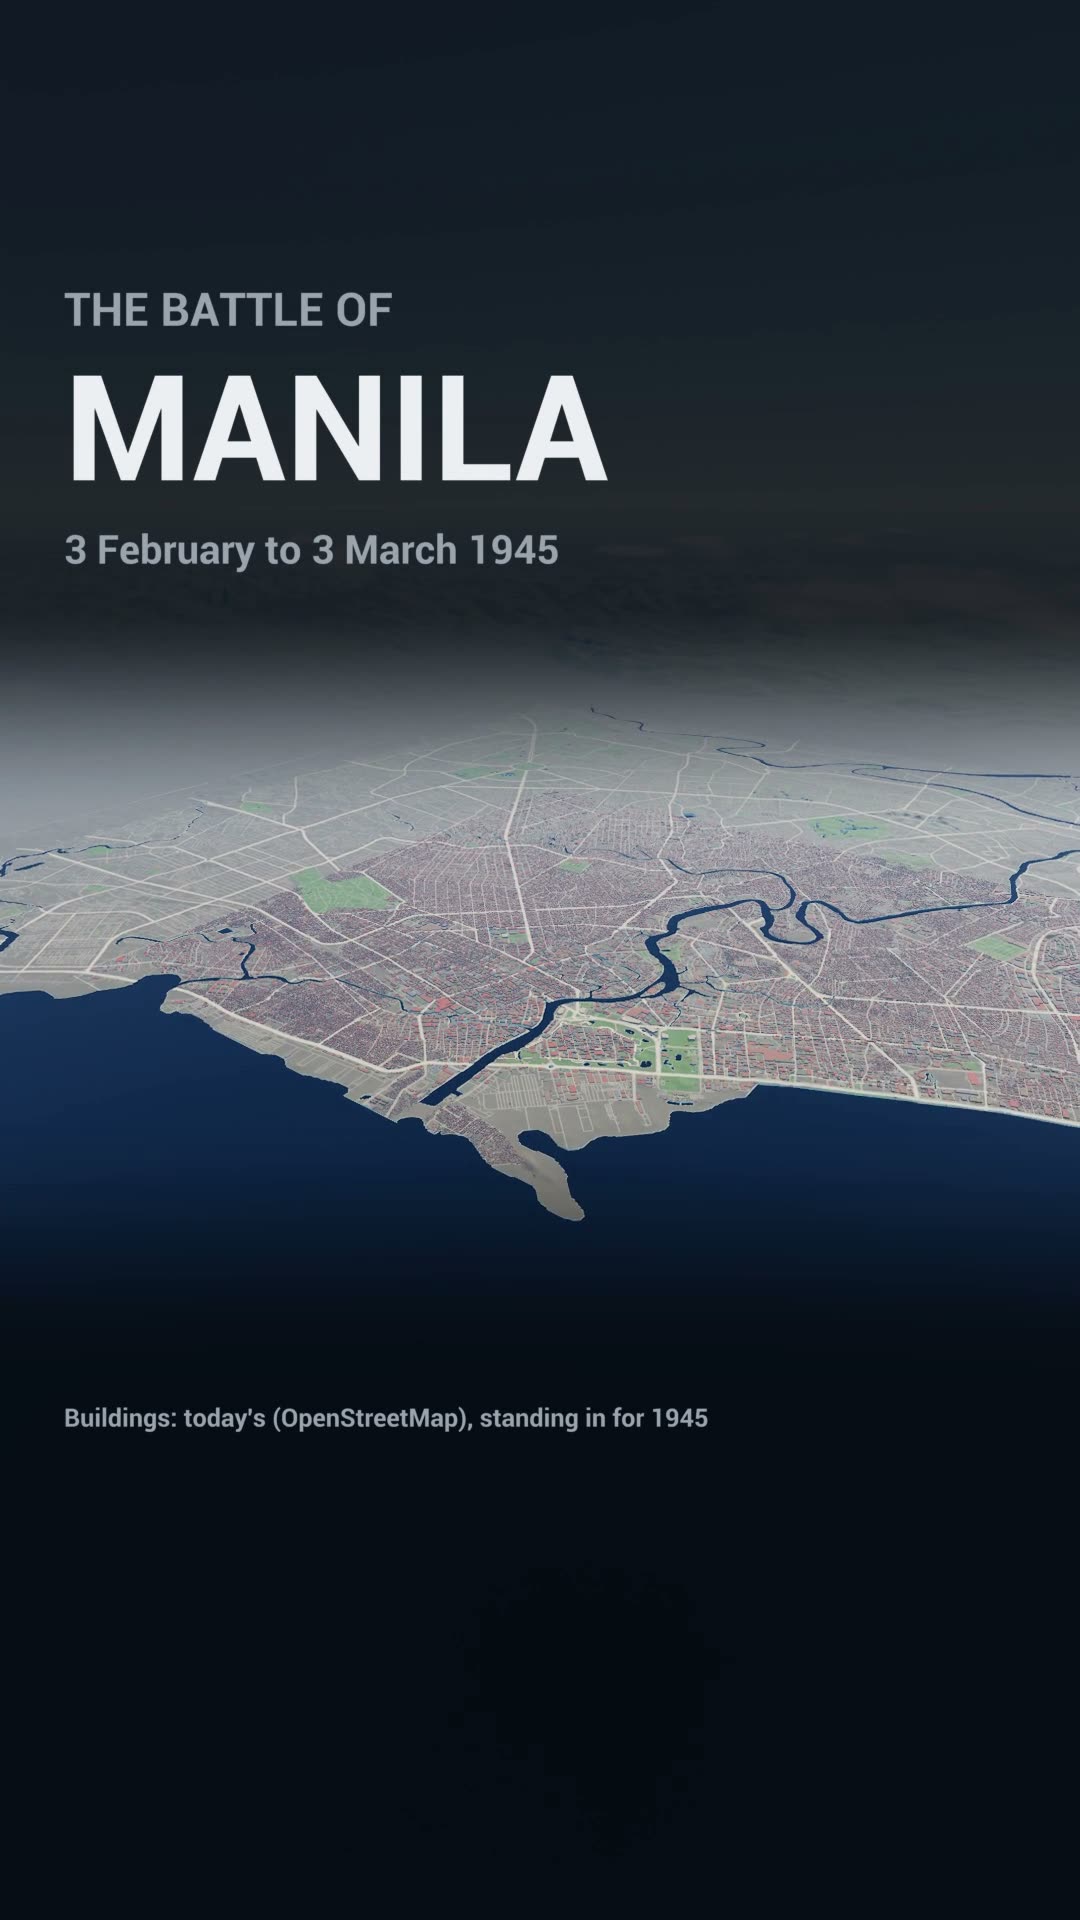 THE BATTLE OF
MANILA
3 February to 3 March 1945
Buildings: today's (OpenStreetMap), standing in for 1945